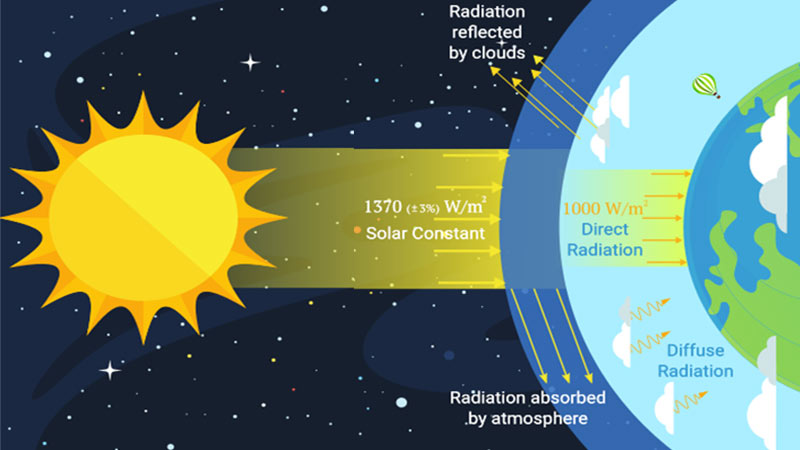 Radiation
reflected
by clouds
1370 (±3%) W/m²
Solar Constant
1000 W/m²
Direct
Radiation
Diffuse
Radiation
Radiation absorbed
by atmosphere